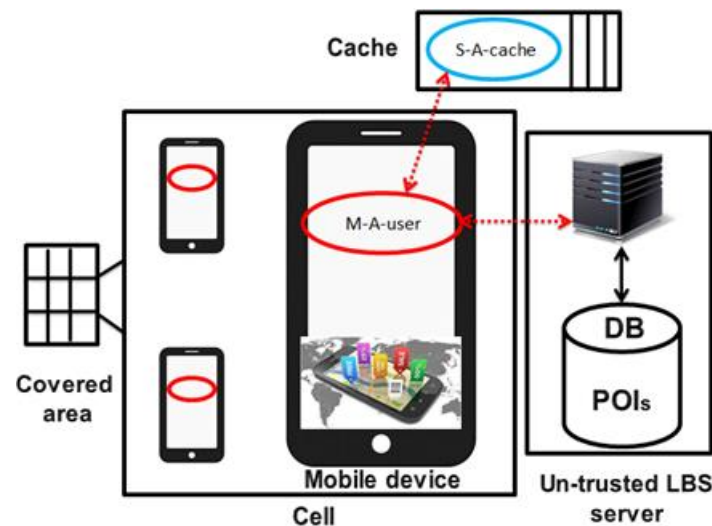 Cache
S-A-cache
M-A-user
Covered
area
DB
POIs
Mobile device
Cell
Un-trusted LBS
server